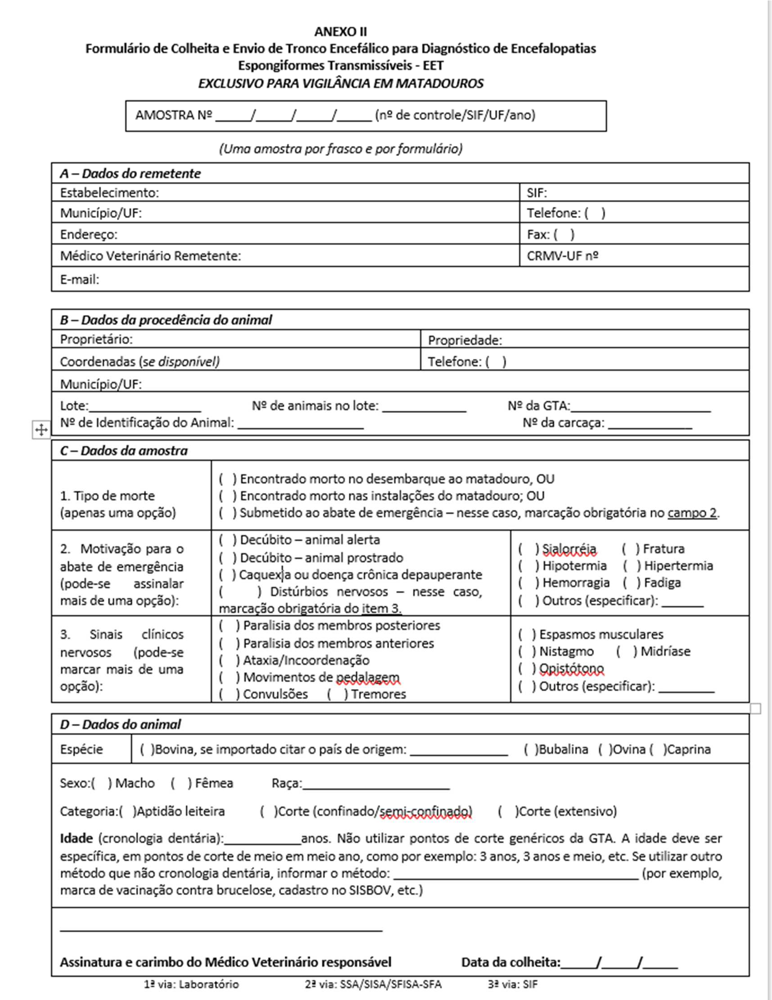 ANEXO II
Formulário de Colheita e Envio de Tronco Encefálico para Diagnóstico de Encefalopatias
Espongiformes Transmissíveis - EET
EXCLUSIVO PARA VIGILÂNCIA EM MATADOUROS
AMOSTRA Nº _____/_____/_____/_____ (nº de controle/SIF/UF/ano)
(Uma amostra por frasco e por formulário)
A – Dados do remetente
Estabelecimento: SIF:
Município/UF: Telefone: ( )
Endereço: Fax: ( )
Médico Veterinário Remetente: CRMV-UF nº
E-mail:
B – Dados da procedência do animal
Proprietário: Propriedade:
Coordenadas (se disponível) Telefone: ( )
Município/UF:
Lote:________________ Nº de animais no lote: ____________ Nº da GTA:____________________
Nº de Identificação do Animal: __________________ Nº da carcaça: ____________
C – Dados da amostra
1. Tipo de morte
(apenas uma opção)
( ) Encontrado morto no desembarque ao matadouro, OU
( ) Encontrado morto nas instalações do matadouro; OU
( ) Submetido ao abate de emergência – nesse caso, marcação obrigatória no campo 2.
2. Motivação para o
abate de emergência
(pode-se assinalar
mais de uma opção):
( ) Decúbito – animal alerta
( ) Decúbito – animal prostrado
( ) Caquexia ou doença crônica depauperante
( ) Distúrbios nervosos – nesse caso,
marcação obrigatória do item 3.
( ) Sialorréia ( ) Fratura
( ) Hipotermia ( ) Hipertermia
( ) Hemorragia ( ) Fadiga
( ) Outros (especificar): ______
3. Sinais clínicos
nervosos (pode-se
marcar mais de uma
opção):
( ) Paralisia dos membros posteriores
( ) Paralisia dos membros anteriores
( ) Ataxia/Incoordenação
( ) Movimentos de pedalagem
( ) Convulsões ( ) Tremores
( ) Espasmos musculares
( ) Nistagmo ( ) Midríase
( ) Opistótono
( ) Outros (especificar): ________
D – Dados do animal
Espécie ( )Bovina, se importado citar o país de origem: ______________ ( )Bubalina ( )Ovina ( )Caprina
Sexo:( ) Macho ( ) Fêmea Raça:_____________________
Categoria:( )Aptidão leiteira ( )Corte (confinado/semi-confinado) ( )Corte (extensivo)
Idade (cronologia dentária):___________anos. Não utilizar pontos de corte genéricos da GTA. A idade deve ser
específica, em pontos de corte de meio em meio ano, como por exemplo: 3 anos, 3 anos e meio, etc. Se utilizar outro
método que não cronologia dentária, informar o método: ___________________________________ (por exemplo,
marca de vacinação contra brucelose, cadastro no SISBOV, etc.)
______________________________________________
Assinatura e carimbo do Médico Veterinário responsável Data da colheita:_____/_____/_____
1ª via: Laboratório 2ª via: SSA/SISA/SFISA-SFA 3ª via: SIF